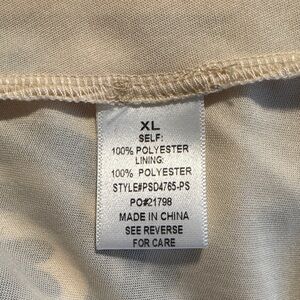 XL
SELF:
100% POLYESTER
LINING:
100% POLYESTER
STYLE#PSD4765-PS
PO#21798
MADE IN CHINA
SEE REVERSE
FOR CARE